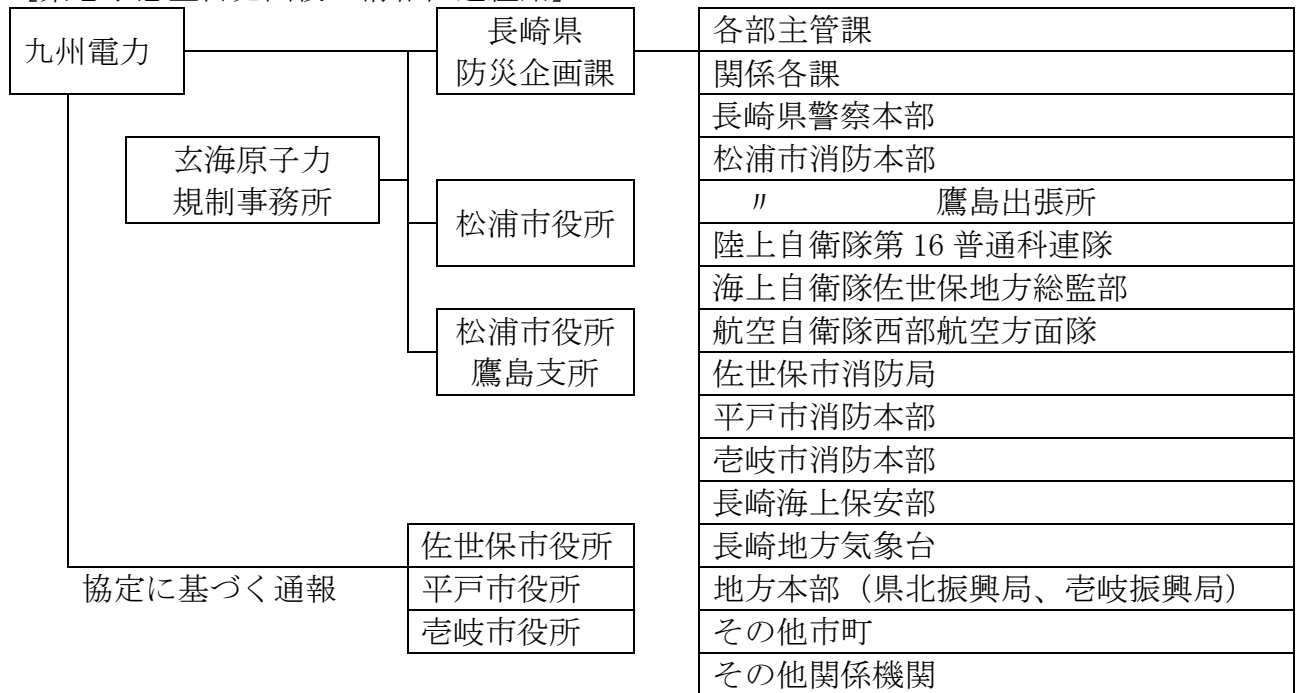 九州電力
長崎県
防災企画課
玄海原子力
規制事務所
松浦市役所
松浦市役所
鷹島支所
協定に基づく通報
佐世保市役所
平戸市役所
壱岐市役所
各部主管課
関係各課
長崎県警察本部
松浦市消防本部
〃 鷹島出張所
陸上自衛隊第 16 普通科連隊
海上自衛隊佐世保地方総監部
航空自衛隊西部航空方面隊
佐世保市消防局
平戸市消防本部
壱岐市消防本部
長崎海上保安部
長崎地方気象台
地方本部（県北振興局、壱岐振興局）
その他市町
その他関係機関